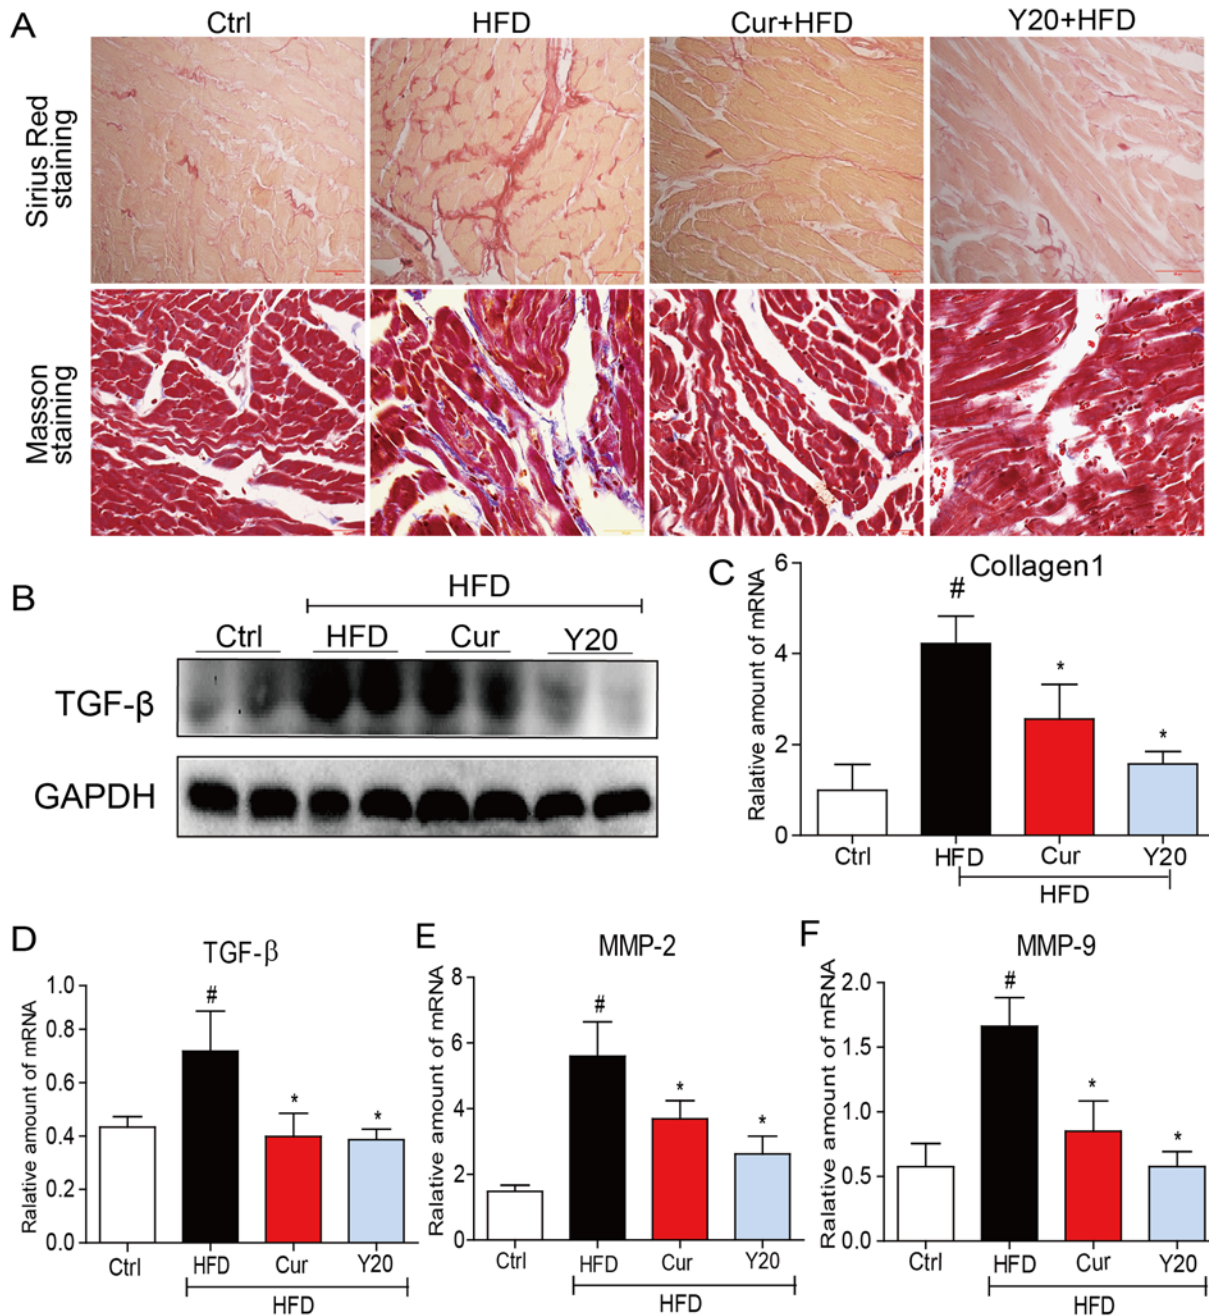 A
Ctrl
HFD
Cur+HFD
Y20+HFD
Sirius Red
staining
Masson
staining
B
HFD
Ctrl
HFD
Cur
Y20
TGF-β
GAPDH
C
Collagen1
Ralative amount of mRNA
6
4
2
0
#
*
*
Ctrl
HFD
Cur
Y20
HFD
D
TGF-β
Ralative amount of mRNA
1.0
0.8
0.6
0.4
0.2
0.0
#
*
*
Ctrl
HFD
Cur
Y20
HFD
E
MMP-2
Ralative amount of mRNA
8
6
4
2
0
#
*
*
Ctrl
HFD
Cur
Y20
HFD
F
MMP-9
Ralative amount of mRNA
2.0
1.5
1.0
0.5
0.0
#
*
*
Ctrl
HFD
Cur
Y20
HFD